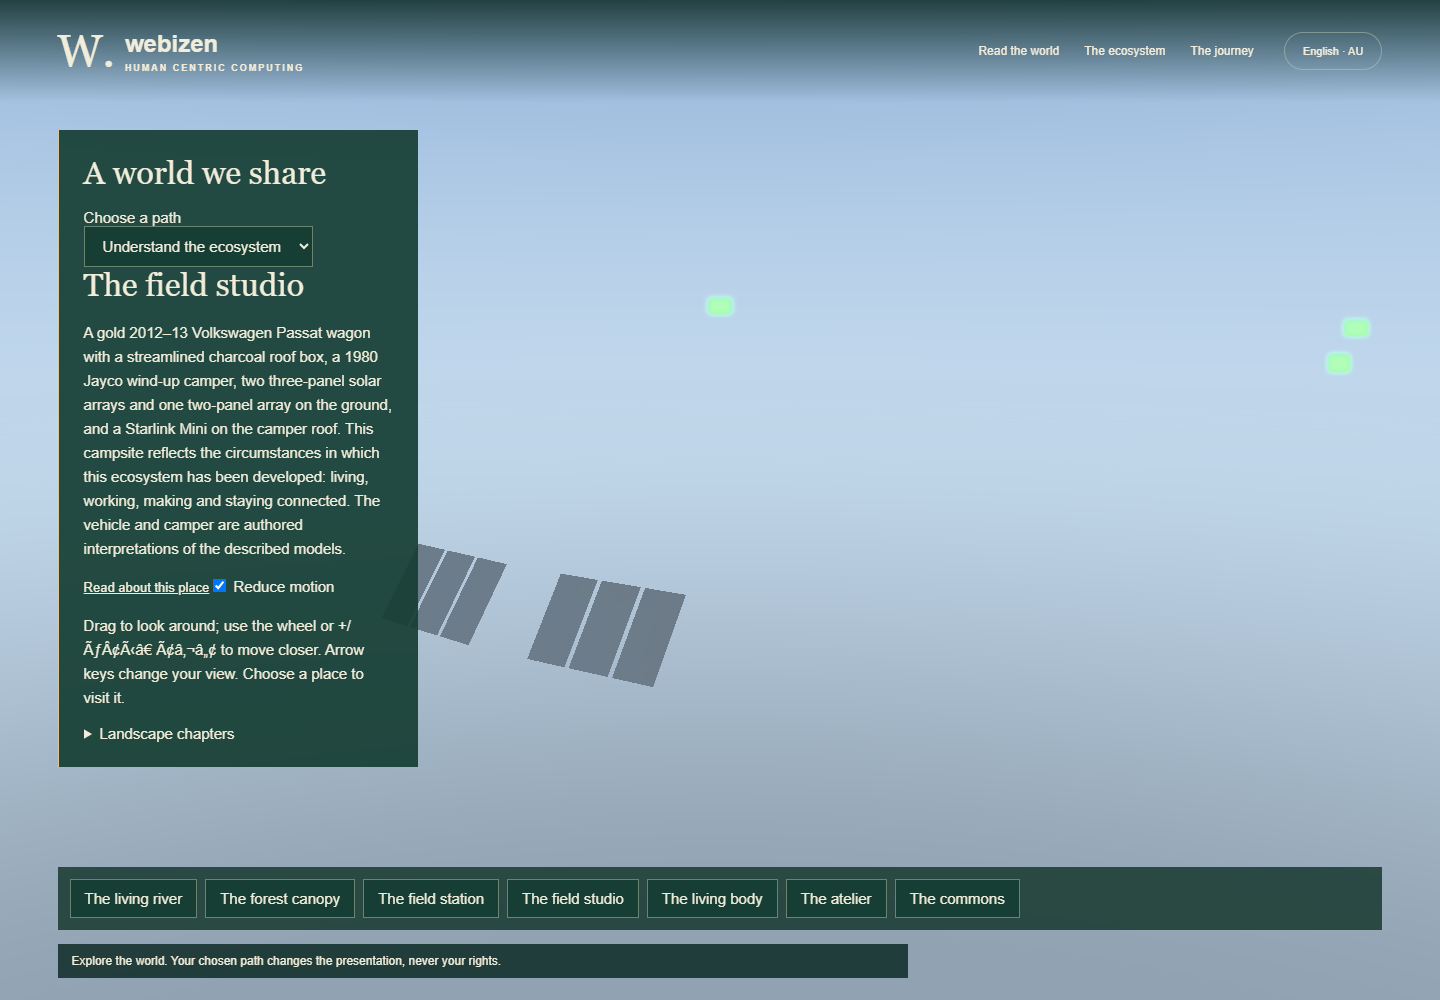 W.
webizen
HUMAN CENTRIC COMPUTING
Read the world
The ecosystem
The journey
English · AU
A world we share
Choose a path
Understand the ecosystem
The field studio
A gold 2012–13 Volkswagen Passat wagon
with a streamlined charcoal roof box, a 1980
Jayco wind-up camper, two three-panel solar
arrays and one two-panel array on the ground,
and a Starlink Mini on the camper roof. This
campsite reflects the circumstances in which
this ecosystem has been developed: living,
working, making and staying connected. The
vehicle and camper are authored
interpretations of the described models.
Read about this place
Reduce motion
Drag to look around; use the wheel or +/
ÃƒÂ¢Ã‹â€ Ã¢â‚¬â„¢ to move closer. Arrow
keys change your view. Choose a place to
visit it.
Landscape chapters
The living river
The forest canopy
The field station
The field studio
The living body
The atelier
The commons
Explore the world. Your chosen path changes the presentation, never your rights.